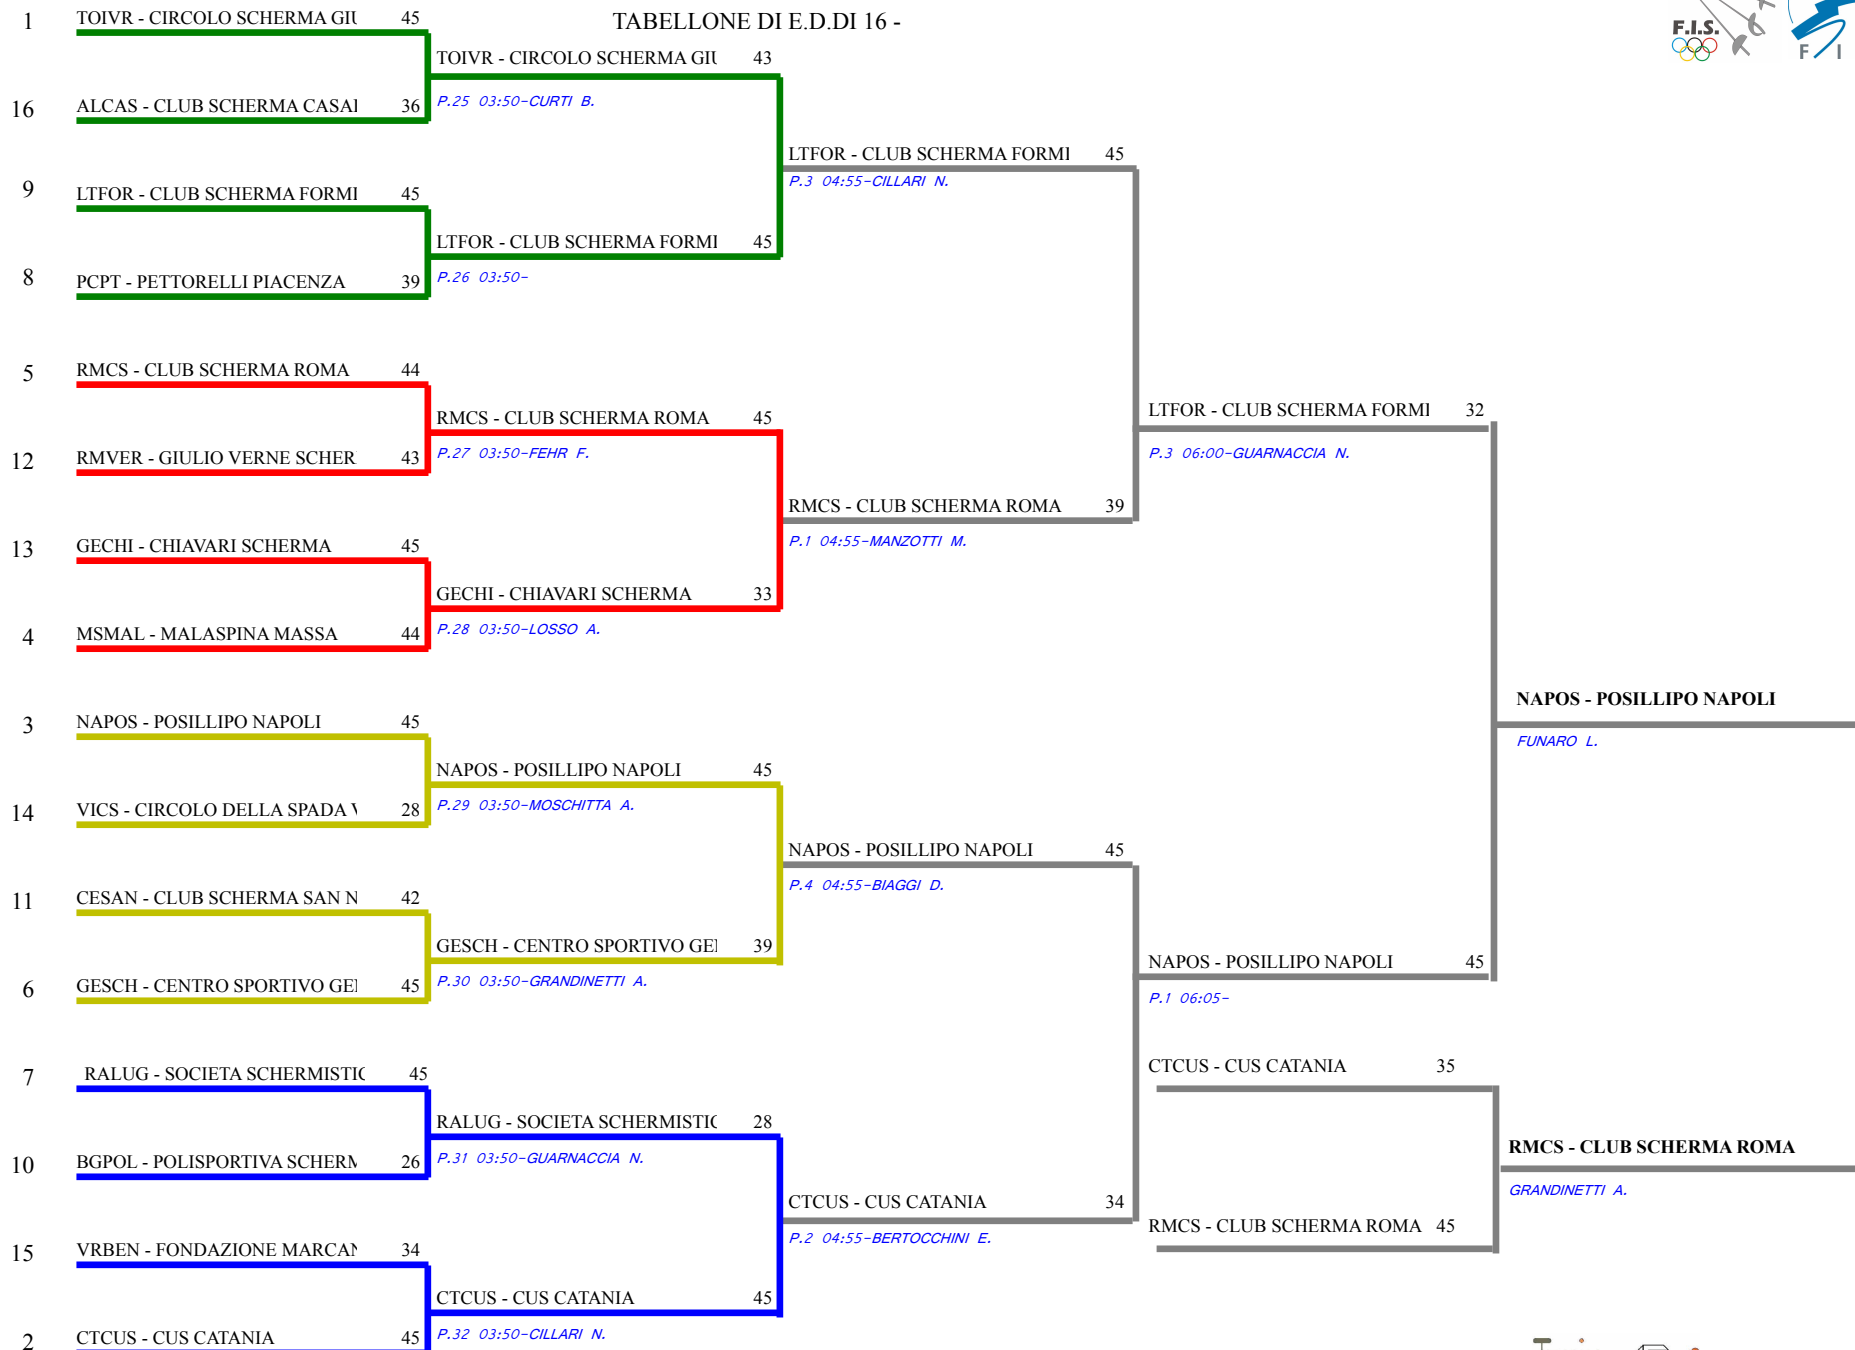 TABELLONE DI E.D.DI 16 -
F.I.S.
F I
1 TOIVR - CIRCOLO SCHERMA GIU 45
16 ALCAS - CLUB SCHERMA CASAI 36
9 LTFOR - CLUB SCHERMA FORMI 45
8 PCPT - PETTORELLI PIACENZA 39
5 RMCS - CLUB SCHERMA ROMA 44
12 RMVER - GIULIO VERNE SCHER 43
13 GECHI - CHIAVARI SCHERMA 45
4 MSMAL - MALASPINA MASSA 44
3 NAPOS - POSILLIPO NAPOLI 45
14 VICS - CIRCOLO DELLA SPADA V 28
11 CESAN - CLUB SCHERMA SAN N 42
6 GESCH - CENTRO SPORTIVO GEI 45
7 RALUG - SOCIETA SCHERMISTIC 45
10 BGPOL - POLISPORTIVA SCHERM 26
15 VRBEN - FONDAZIONE MARCAN 34
2 CTCUS - CUS CATANIA 45
TOIVR - CIRCOLO SCHERMA GIU 43
P.25 03:50-CURTI B.
LTFOR - CLUB SCHERMA FORMI 45
P.26 03:50-
RMCS - CLUB SCHERMA ROMA 45
P.27 03:50-FEHR F.
GECHI - CHIAVARI SCHERMA 33
P.28 03:50-LOSSO A.
NAPOS - POSILLIPO NAPOLI 45
P.29 03:50-MOSCHITTA A.
GESCH - CENTRO SPORTIVO GEI 39
P.30 03:50-GRANDINETTI A.
RALUG - SOCIETA SCHERMISTIC 28
P.31 03:50-GUARNACCIA N.
CTCUS - CUS CATANIA 45
P.32 03:50-CILLARI N.
LTFOR - CLUB SCHERMA FORMI 45
P.3 04:55-CILLARI N.
RMCS - CLUB SCHERMA ROMA 39
P.1 04:55-MANZOTTI M.
NAPOS - POSILLIPO NAPOLI 45
P.4 04:55-BIAGGI D.
CTCUS - CUS CATANIA 34
P.2 04:55-BERTOCCHINI E.
LTFOR - CLUB SCHERMA FORMI 32
P.3 06:00-GUARNACCIA N.
NAPOS - POSILLIPO NAPOLI 45
P.1 06:05-
CTCUS - CUS CATANIA 35
RMCS - CLUB SCHERMA ROMA 45
NAPOS - POSILLIPO NAPOLI
FUNARO L.
RMCS - CLUB SCHERMA ROMA
GRANDINETTI A.